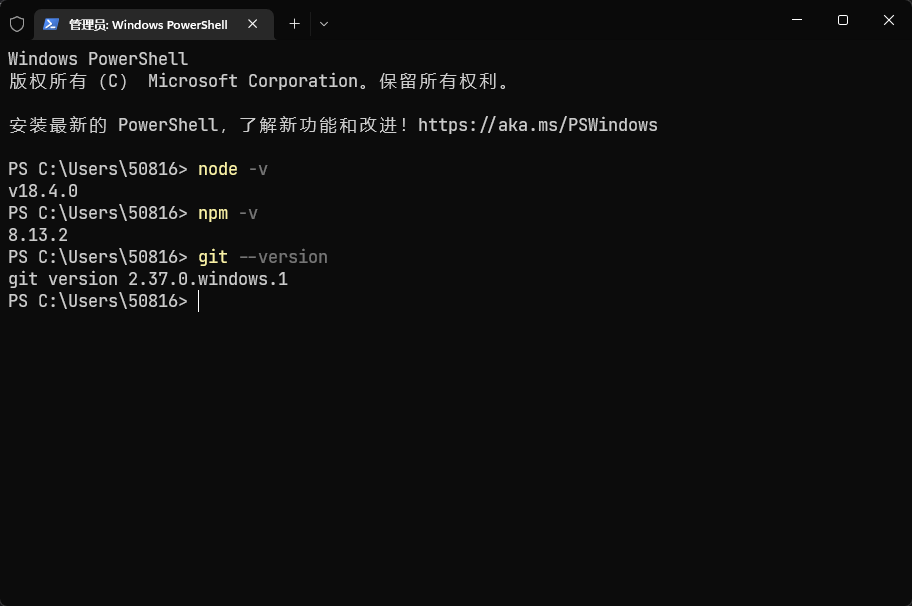 管理员: Windows PowerShell
Windows PowerShell
版权所有 (C) Microsoft Corporation。保留所有权利。
安装最新的 PowerShell，了解新功能和改进！https://aka.ms/PSWindows
PS C:\Users\50816> node -v
v18.4.0
PS C:\Users\50816> npm -v
8.13.2
PS C:\Users\50816> git --version
git version 2.37.0.windows.1
PS C:\Users\50816>